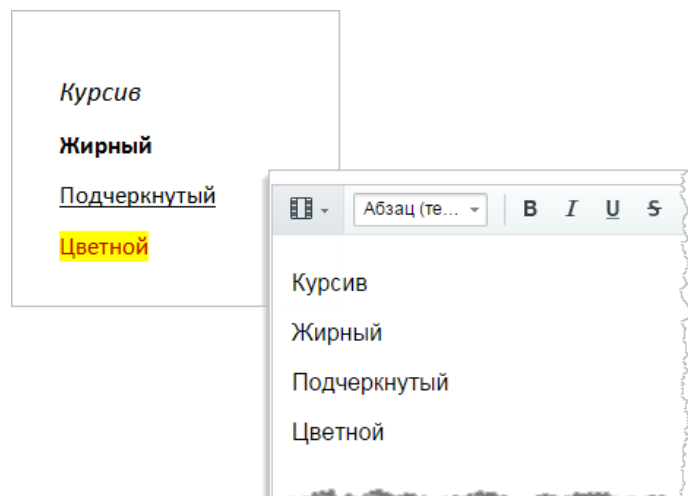 Курсив
Жирный
Подчеркнутый
Цветной
Абзац (те... B I U S
Курсив
Жирный
Подчеркнутый
Цветной